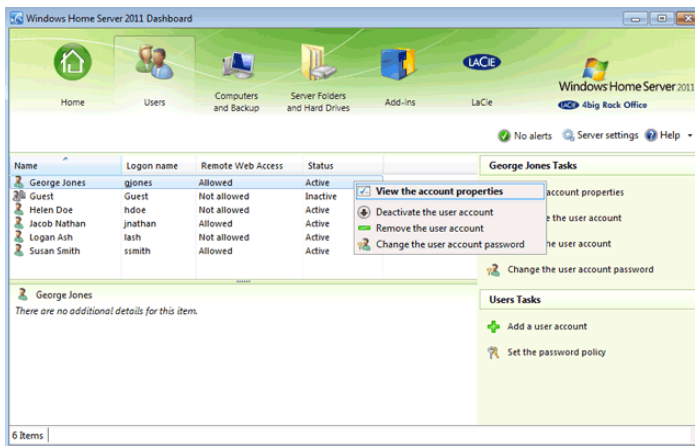 Windows Home Server 2011 Dashboard
LACIE
Home
Users
Computers
and Backup
Server Folders
and Hard Drives
Add-ins
LaCie
Windows Home Server 2011
LACIE 4big Rack Office
No alerts
Server settings
Help
Name
Logon name
Remote Web Access
Status
George Jones Tasks
George Jones gjones Allowed Active
Guest Guest Not allowed Inactive
Helen Doe hdoe Not allowed Active
Jacob Nathan jnathan Allowed Active
Logan Ash lash Not allowed Active
Susan Smith ssmith Allowed Active
View the account properties
Deactivate the user account
Remove the user account
Change the user account password
account properties
the user account
user account
Change the user account password
George Jones
There are no additional details for this item.
Users Tasks
Add a user account
Set the password policy
6 Items